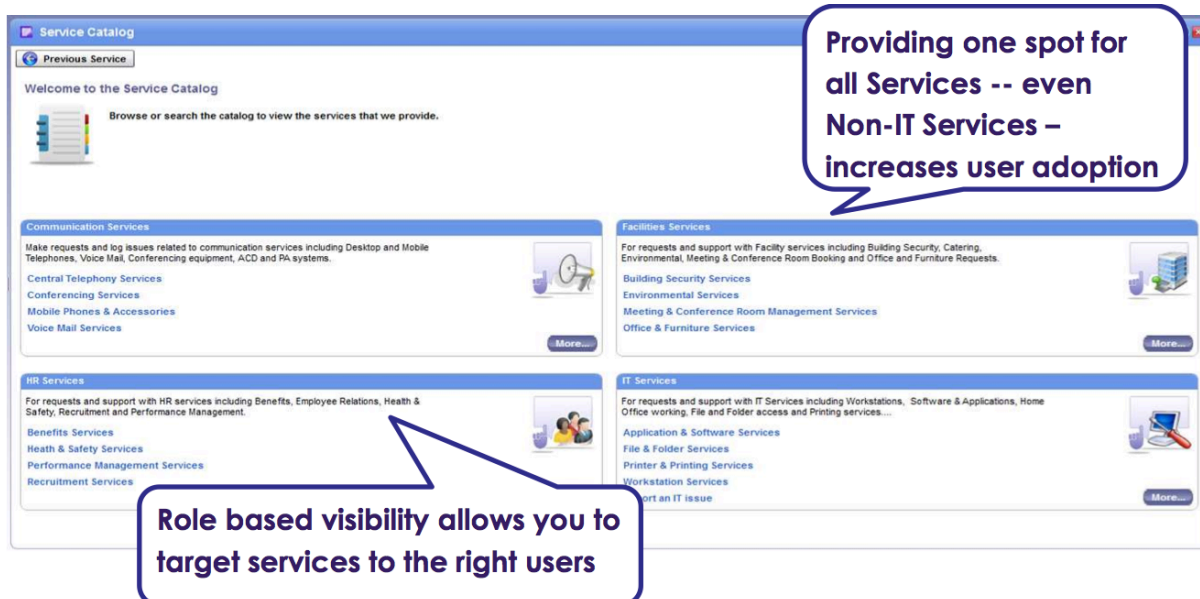 Service Catalog
Previous Service
Welcome to the Service Catalog
Browse or search the catalog to view the services that we provide.
Providing one spot for
all Services -- even
Non-IT Services –
increases user adoption
Communication Services
Make requests and log issues related to communication services including Desktop and Mobile
Telephones, Voice Mail, Conferencing equipment, ACD and PA systems.
Central Telephony Services
Conferencing Services
Mobile Phones & Accessories
Voice Mail Services
More...
Facilities Services
For requests and support with Facility services including Building Security, Catering,
Environmental, Meeting & Conference Room Booking and Office and Furniture Requests.
Building Security Services
Environmental Services
Meeting & Conference Room Management Services
Office & Furniture Services
More...
HR Services
For requests and support with HR services including Benefits, Employee Relations, Health &
Safety, Recruitment and Performance Management.
Benefits Services
Heath & Safety Services
Performance Management Services
Recruitment Services
IT Services
For requests and support with IT Services including Workstations, Software & Applications, Home
Office working, File and Folder access and Printing services....
Application & Software Services
File & Folder Services
Printer & Printing Services
Workstation Services
an IT issue
More...
Role based visibility allows you to
target services to the right users